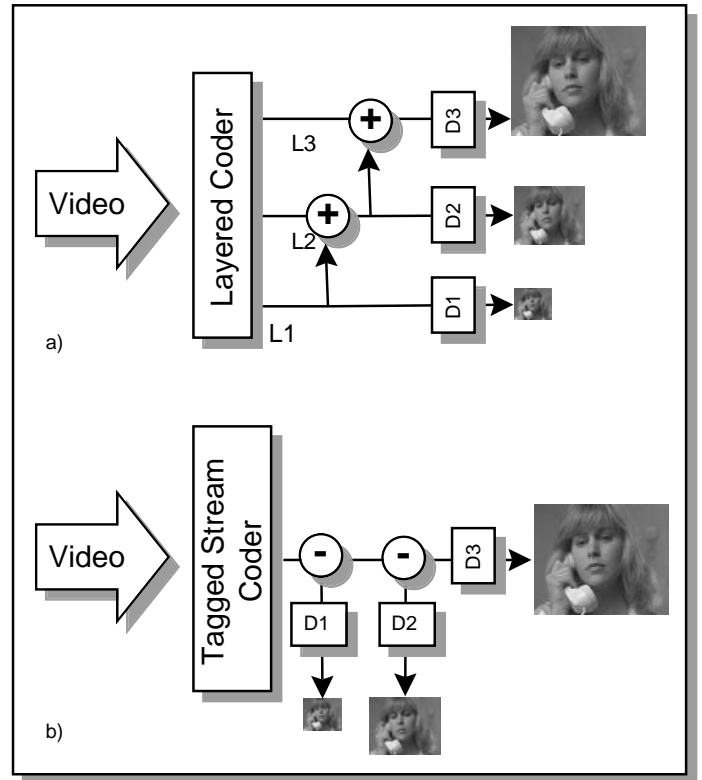 Video
Layered Coder
L3
+
D3
L2
+
D2
L1
D1
a)
Video
Tagged Stream
Coder
-
-
D3
D1
D2
b)